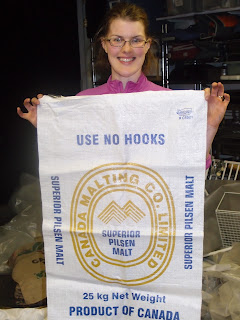 USE NO HOOKS
CANADA MALTING CO. LIMITED
SUPERIOR
PILSEN
MALT
SUPERIOR PILSEN MALT
SUPERIOR PILSEN MALT
25 kg Net Weight
PRODUCT OF CANADA